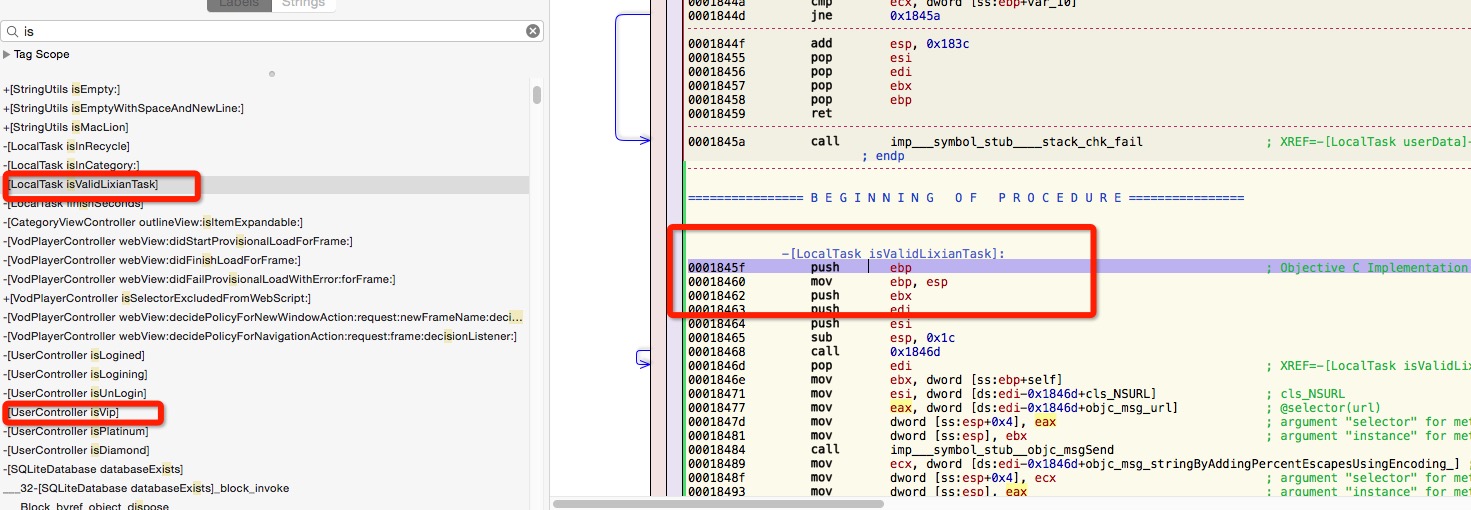 Labels Strings
is
Tag Scope
+[StringUtils isEmpty:]
+[StringUtils isEmptyWithSpaceAndNewLine:]
+[StringUtils isMacLion]
-[LocalTask isInRecycle]
-[LocalTask isInCategory:]
[LocalTask isValidLixianTask]
-[LocalTask finishSeconds]
-[CategoryViewController outlineView:isItemExpandable:]
-[VodPlayerController webView:didStartProvisionalLoadForFrame:]
-[VodPlayerController webView:didFinishLoadForFrame:]
-[VodPlayerController webView:didFailProvisionalLoadWithError:forFrame:]
+[VodPlayerController isSelectorExcludedFromWebScript:]
-[VodPlayerController webView:decidePolicyForNewWindowAction:request:newFrameName:deci...
-[VodPlayerController webView:decidePolicyForNavigationAction:request:frame:decisionListener:]
-[UserController isLogined]
-[UserController isLogining]
-[UserController isUnLogin]
[UserController isVip]
-[UserController isPlatinum]
-[UserController isDiamond]
-[SQLiteDatabase databaseExists]
___32-[SQLiteDatabase databaseExists]_block_invoke
Block_byref_object_dispose
0001844a cmp ecx, dword [ss:ebp+var_10]
0001844d jne 0x1845a
0001844f add esp, 0x183c
00018455 pop esi
00018456 pop edi
00018457 pop ebx
00018458 pop ebp
00018459 ret
0001845a call imp___symbol_stub____stack_chk_fail ; XREF=-[LocalTask userData]-
; endp
================ B E G I N N I N G   O F   P R O C E D U R E ================
-[LocalTask isValidLixianTask]:
0001845f push ebp ; Objective C Implementation
00018460 mov ebp, esp
00018462 push ebx
00018463 push edi
00018464 push esi
00018465 sub esp, 0x1c
00018468 call 0x1846d
0001846d pop edi ; XREF=-[LocalTask isValidLix
0001846e mov ebx, dword [ss:ebp+self]
00018471 mov esi, dword [ds:edi-0x1846d+cls_NSURL] ; cls_NSURL
00018477 mov eax, dword [ds:edi-0x1846d+objc_msg_url] ; @selector(url)
0001847d mov dword [ss:esp+0x4], eax ; argument "selector" for me
00018481 mov dword [ss:esp], ebx ; argument "instance" for me
00018484 call imp___symbol_stub__objc_msgSend
00018489 mov ecx, dword [ds:edi-0x1846d+objc_msg_stringByAddingPercentEscapesUsingEncoding_] ;
0001848f mov dword [ss:esp+0x4], ecx ; argument "selector" for me
00018493 mov dword [ss:esp], eax ; argument "instance" for me